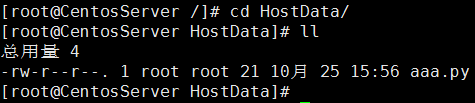 [root@CentosServer /]# cd HostData/
[root@CentosServer HostData]# ll
总用量 4
-rw-r--r--. 1 root root 21 10月 25 15:56 aaa.py
[root@CentosServer HostData]#